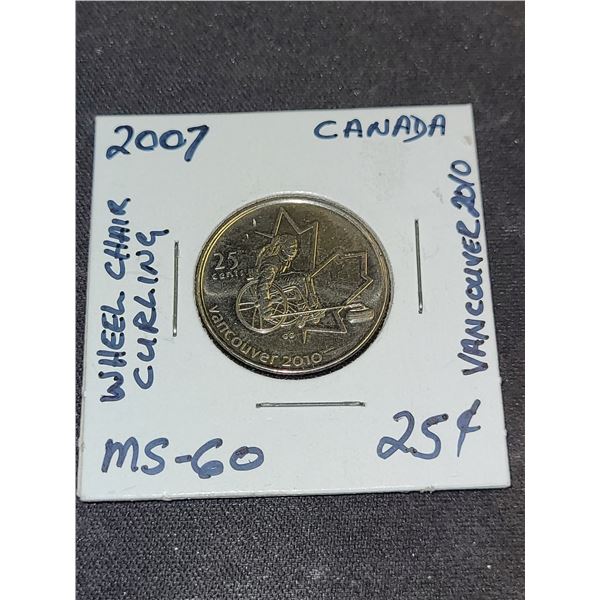 2007
CANADA
WHEEL CHAIR
CURLING
VANCOUVER 2010
25
cents
vancouver 2010
MS-60
25¢